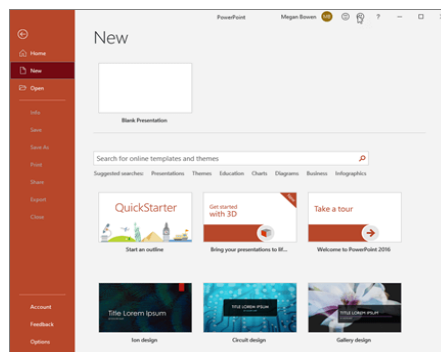 PowerPoint
Megan Bowen
?
New
Home
New
Open
Info
Save
Save As
Print
Share
Export
Close
Account
Feedback
Options
Blank Presentation
Search for online templates and themes
Suggested searches: Presentations Themes Education Charts Diagrams Business Infographics
QuickStarter
Start an outline
Get started
with 3D
Bring your presentations to lif...
Take a tour
Welcome to PowerPoint 2016
Title Lorem Ipsum
Ion design
TITLE LOREM IPSUM
Circuit design
TITLE LOREM IPSUM
Gallery design